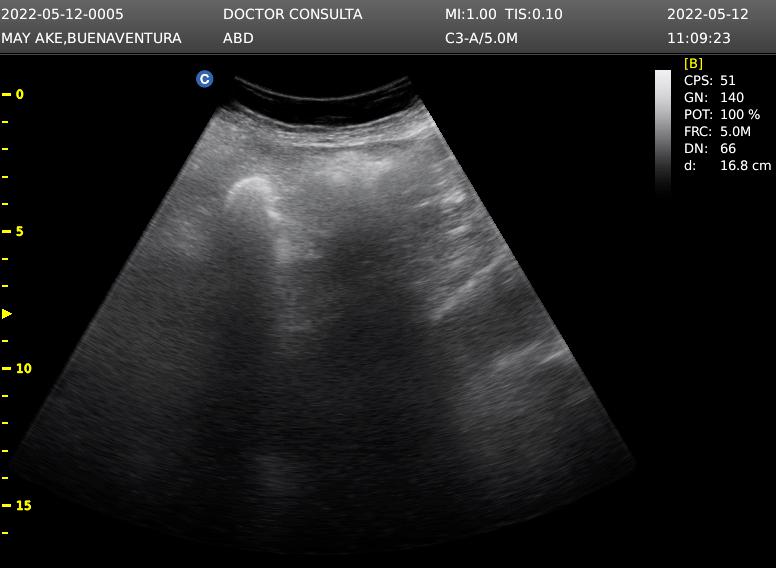 2022-05-12-0005 DOCTOR CONSULTA MI:1.00 TIS:0.10 2022-05-12
MAY AKE,BUENAVENTURA ABD C3-A/5.0M 11:09:23
C
[B]
CPS: 51
GN: 140
POT: 100 %
FRC: 5.0M
DN: 66
d: 16.8 cm
0
5
10
15